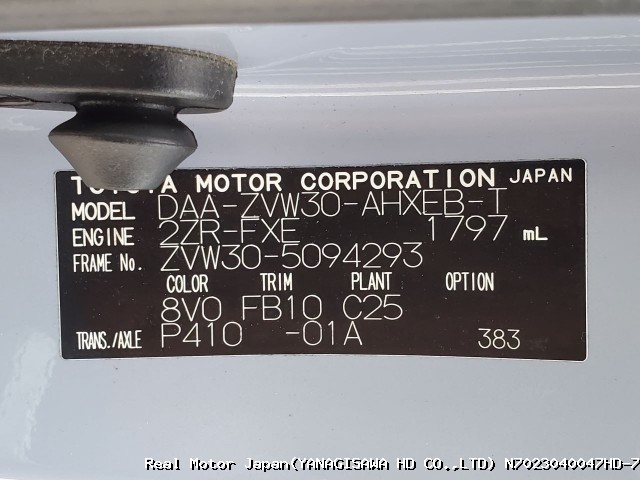 TOYOTA MOTOR CORPORATION JAPAN
MODEL DAA-ZVW30-AHXEB-T
ENGINE 2ZR-FXE 1797 mL
FRAME No. ZVW30-5094293
COLOR TRIM PLANT OPTION
8V0 FB10 C25
TRANS./AXLE P410 -01A 383
Real Motor Japan(YANAGISAWA HD CO.,LTD) N7023040047HD-7